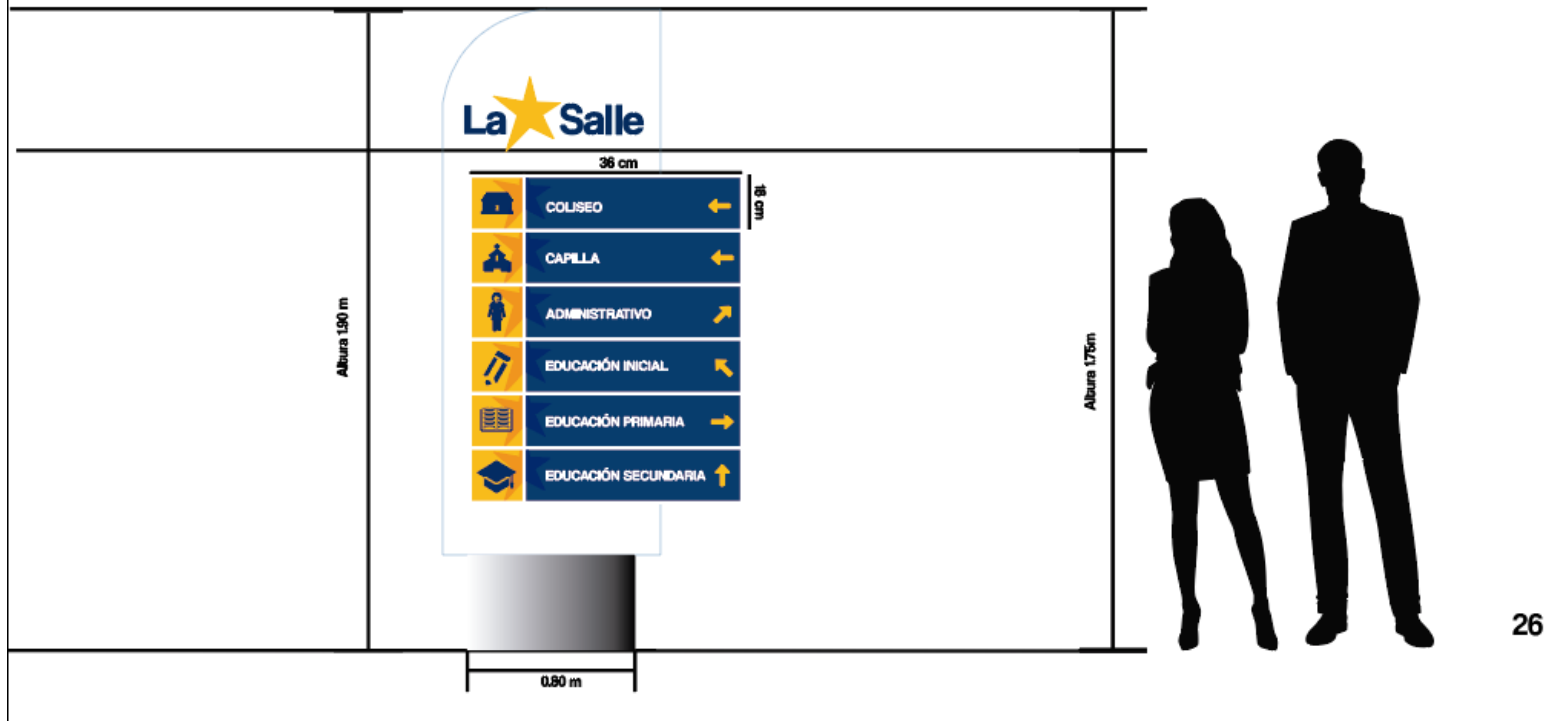 La Salle
36 cm
18 cm
COLISEO
CAPILLA
ADMINISTRATIVO
Altura 1.90 m
EDUCACIÓN INICIAL
Altura 1.75m
EDUCACIÓN PRIMARIA
EDUCACIÓN SECUNDARIA
0.80 m
26